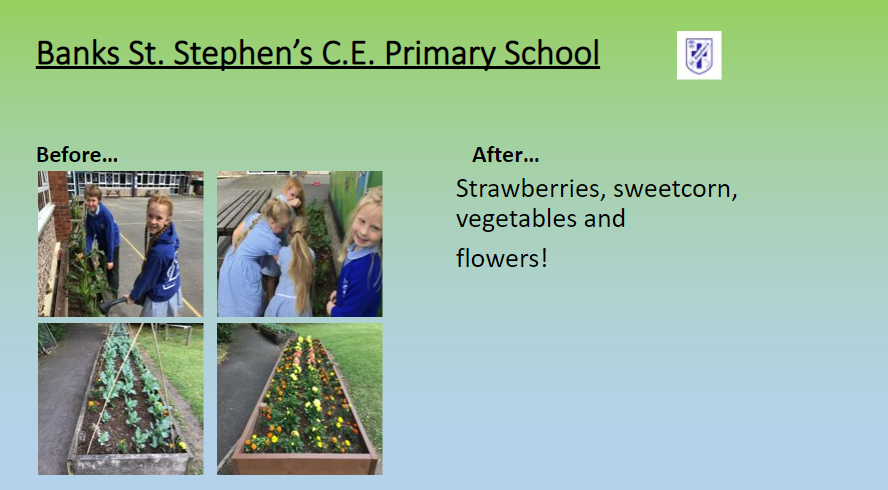 Banks St. Stephen’s C.E. Primary School
Before...
After...
Strawberries, sweetcorn,
vegetables and
flowers!